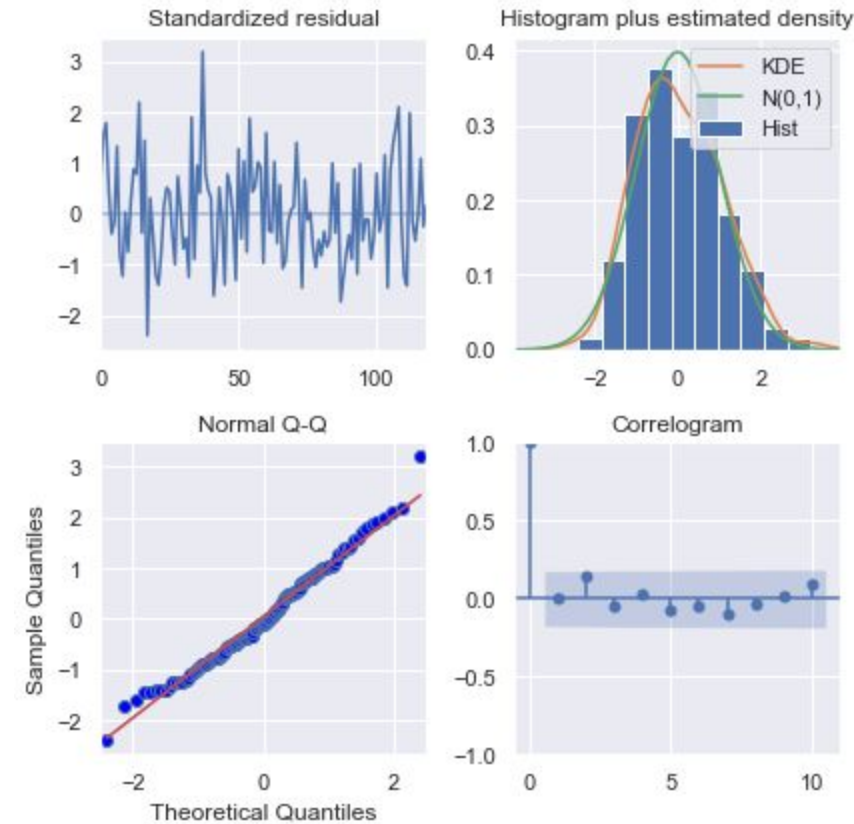 Standardized residual
3
2
1
0
−1
−2
0 50 100
Histogram plus estimated density
0.4
0.3
0.2
0.1
0.0
−2 0 2
KDE
N(0,1)
Hist
Normal Q-Q
Sample Quantiles
3
2
1
0
−1
−2
−2 0 2
Theoretical Quantiles
Correlogram
1.0
0.5
0.0
−0.5
−1.0
0 5 10